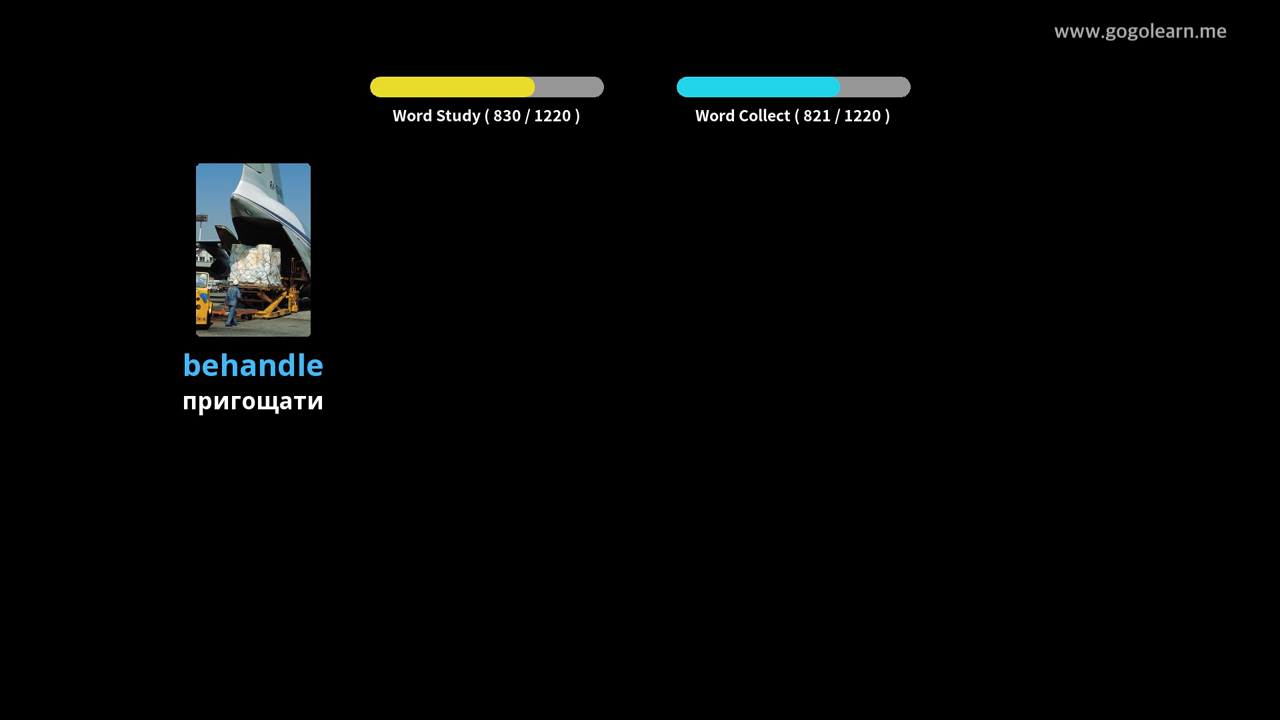 www.gogolearn.me
Word Study ( 830 / 1220 )
Word Collect ( 821 / 1220 )
behandle
пригощати